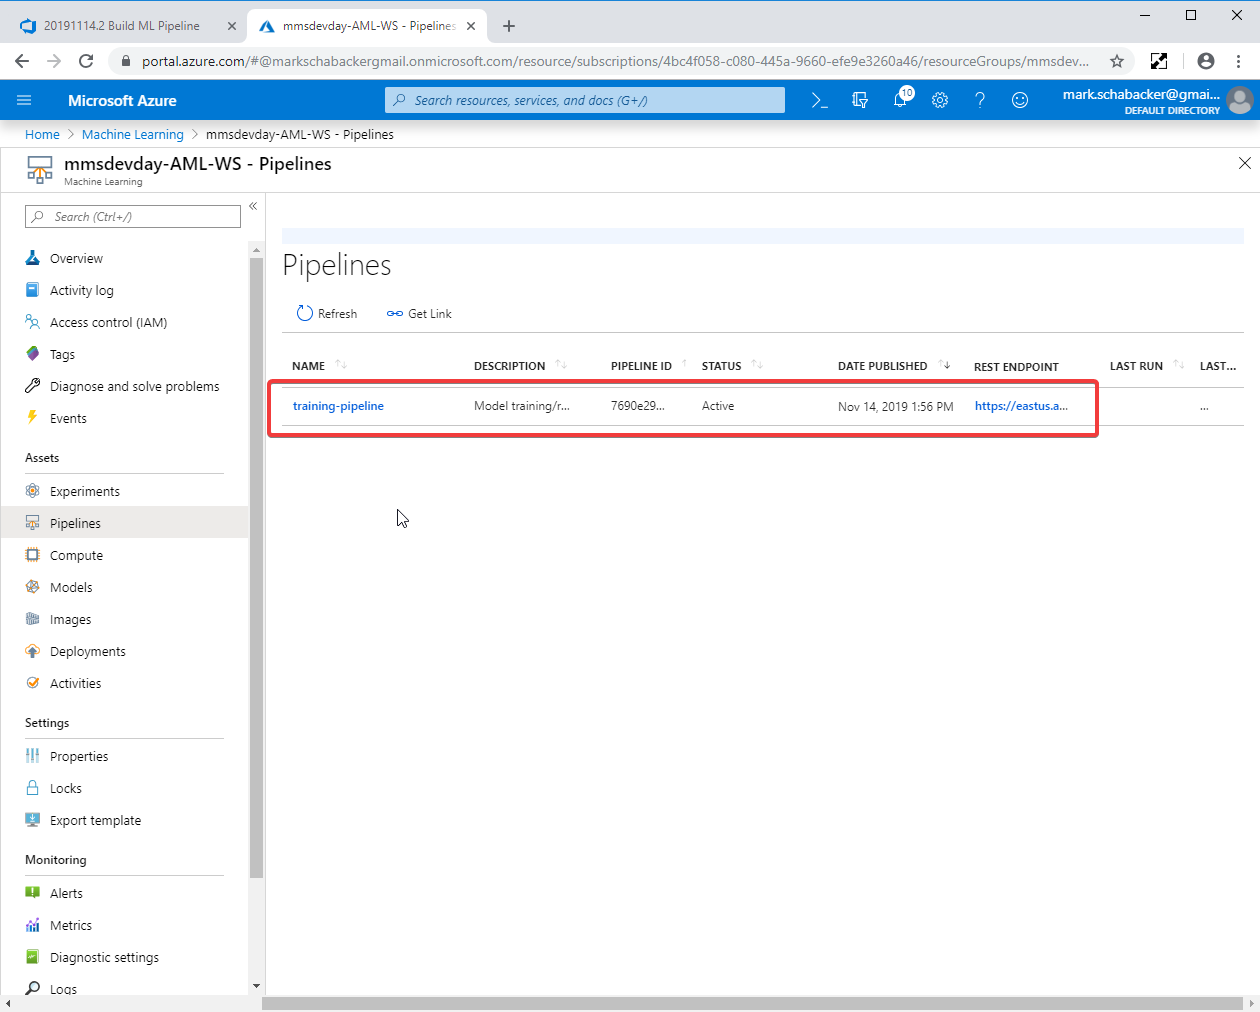 20191114.2 Build ML Pipeline
mmsdevday-AML-WS - Pipelines
portal.azure.com/#@markschabackergmail.onmicrosoft.com/resource/subscriptions/4bc4f058-c080-445a-9660-efe9e3260a46/resourceGroups/mmsdev...
Microsoft Azure
Search resources, services, and docs (G+/)
10
mark.schabacker@gmai...
DEFAULT DIRECTORY
Home > Machine Learning > mmsdevday-AML-WS - Pipelines
mmsdevday-AML-WS - Pipelines
Machine Learning
Search (Ctrl+/)
Overview
Activity log
Access control (IAM)
Tags
Diagnose and solve problems
Events
Assets
Experiments
Pipelines
Compute
Models
Images
Deployments
Activities
Settings
Properties
Locks
Export template
Monitoring
Alerts
Metrics
Diagnostic settings
Logs
Pipelines
Refresh Get Link
NAME DESCRIPTION PIPELINE ID STATUS DATE PUBLISHED REST ENDPOINT LAST RUN LAST...
training-pipeline Model training/r... 7690e29... Active Nov 14, 2019 1:56 PM https://eastus.a... ...